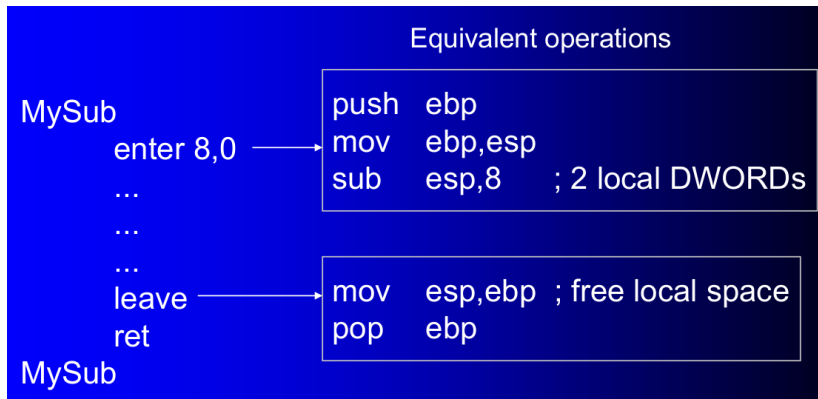 Equivalent operations
MySub
enter 8,0
...
...
...
leave
ret
MySub
push ebp
mov ebp,esp
sub esp,8 ; 2 local DWORDs
mov esp,ebp ; free local space
pop ebp